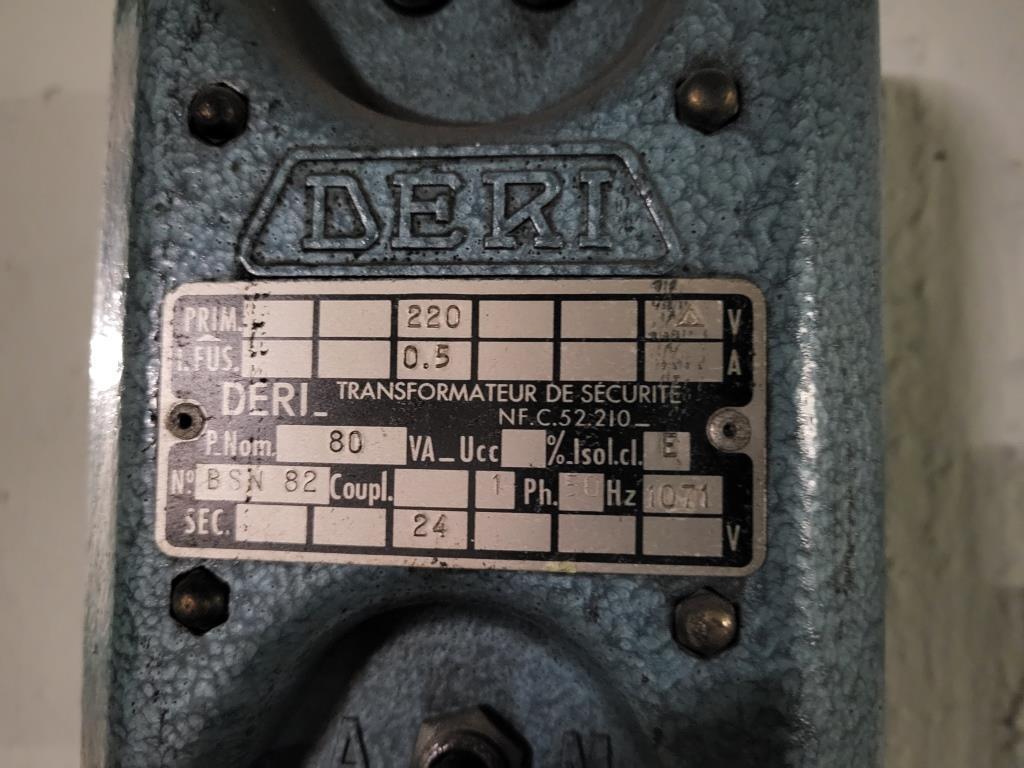 DERI
PRIM. 220 V
I. FUS. 0.5 A
DERI_ TRANSFORMATEUR DE SÉCURITÉ
NF.C.52.210_
P.Nom. 80 VA_Ucc %_Isol.cl. E
Nº BSN 82 Coupl. 1 Ph. 50 Hz 1071
SEC. 24 V
A M